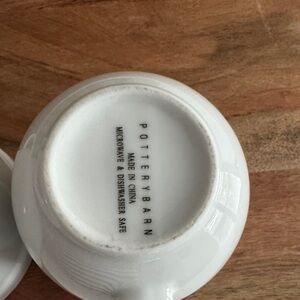 POTTERYBARN
MADE IN CHINA
MICROWAVE & DISHWASHER SAFE